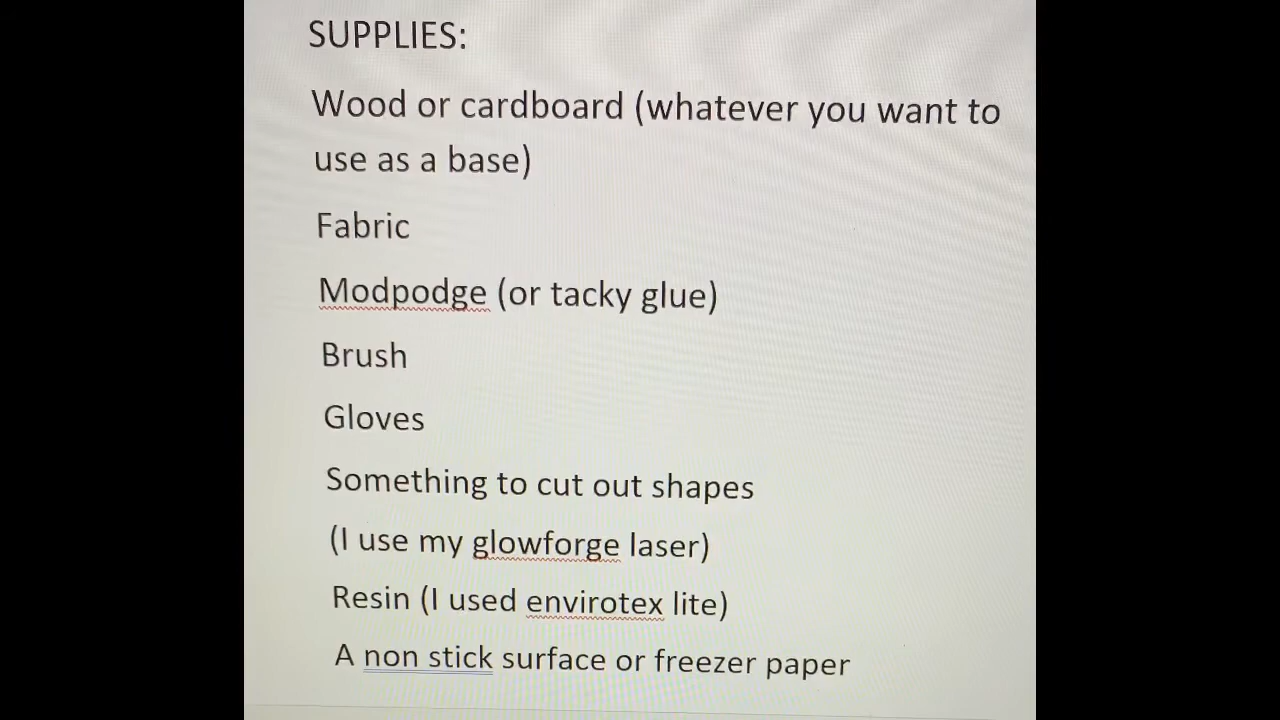 SUPPLIES:
Wood or cardboard (whatever you want to
use as a base)
Fabric
Modpodge (or tacky glue)
Brush
Gloves
Something to cut out shapes
(I use my glowforge laser)
Resin (I used envirotex lite)
A non stick surface or freezer paper